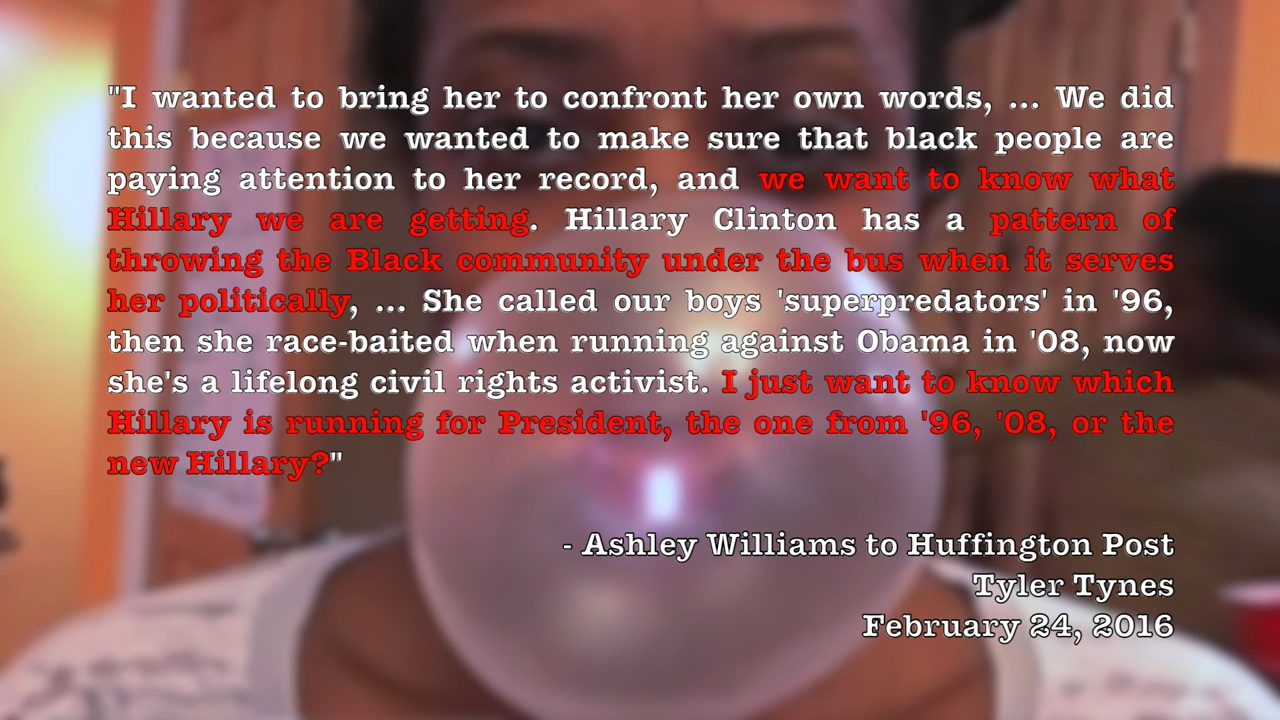 "I wanted to bring her to confront her own words, ... We did
this because we wanted to make sure that black people are
paying attention to her record, and we want to know what
Hillary we are getting. Hillary Clinton has a pattern of
throwing the Black community under the bus when it serves
her politically, ... She called our boys 'superpredators' in '96,
then she race-baited when running against Obama in '08, now
she's a lifelong civil rights activist. I just want to know which
Hillary is running for President, the one from '96, '08, or the
new Hillary?"
- Ashley Williams to Huffington Post
Tyler Tynes
February 24, 2016